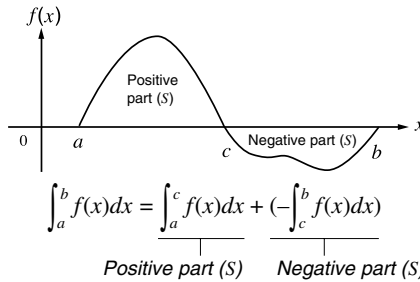 f(x)
Positive
part (S)
0 a c Negative part (S) b x
∫_a^b f(x)dx = ∫_a^c f(x)dx + (–∫_c^b f(x)dx)
Positive part (S) Negative part (S)